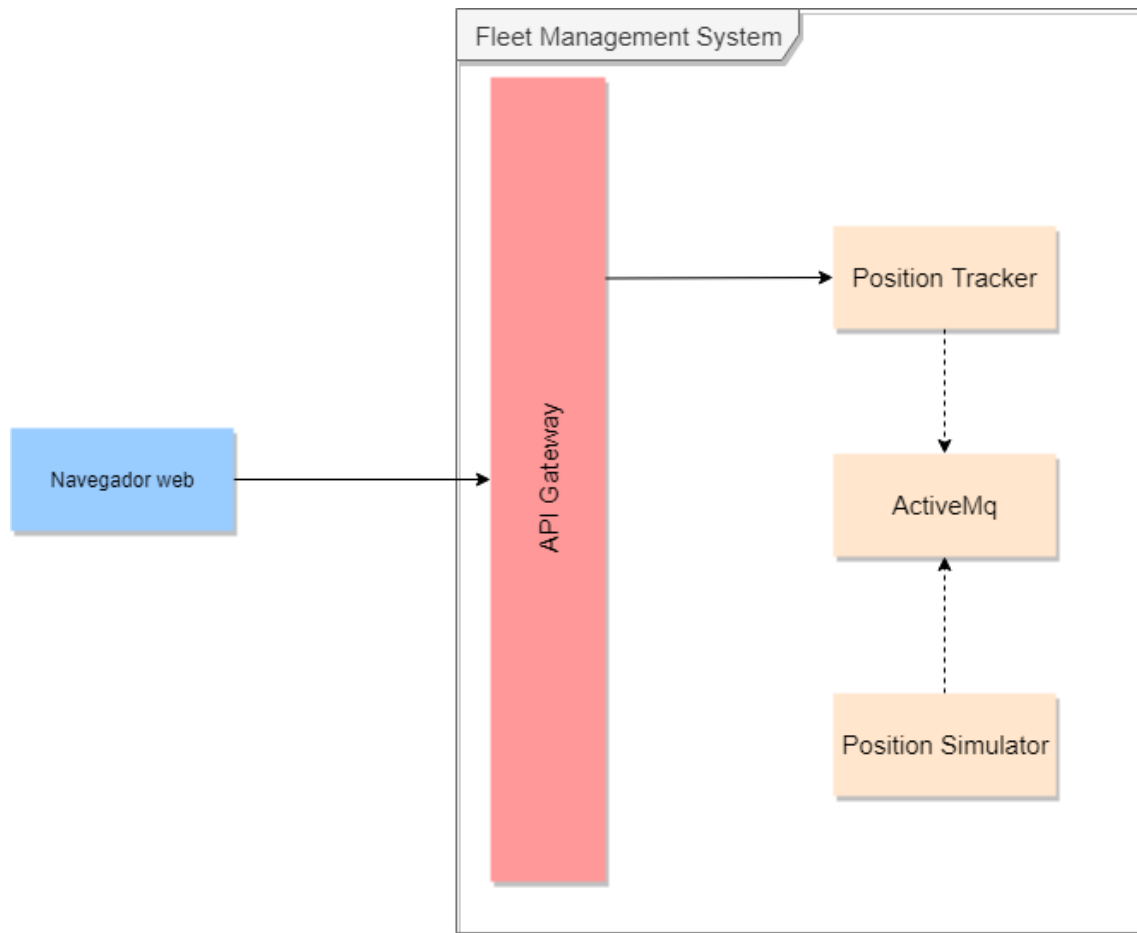 Fleet Management System
Position Tracker
Navegador web
API Gateway
ActiveMq
Position Simulator